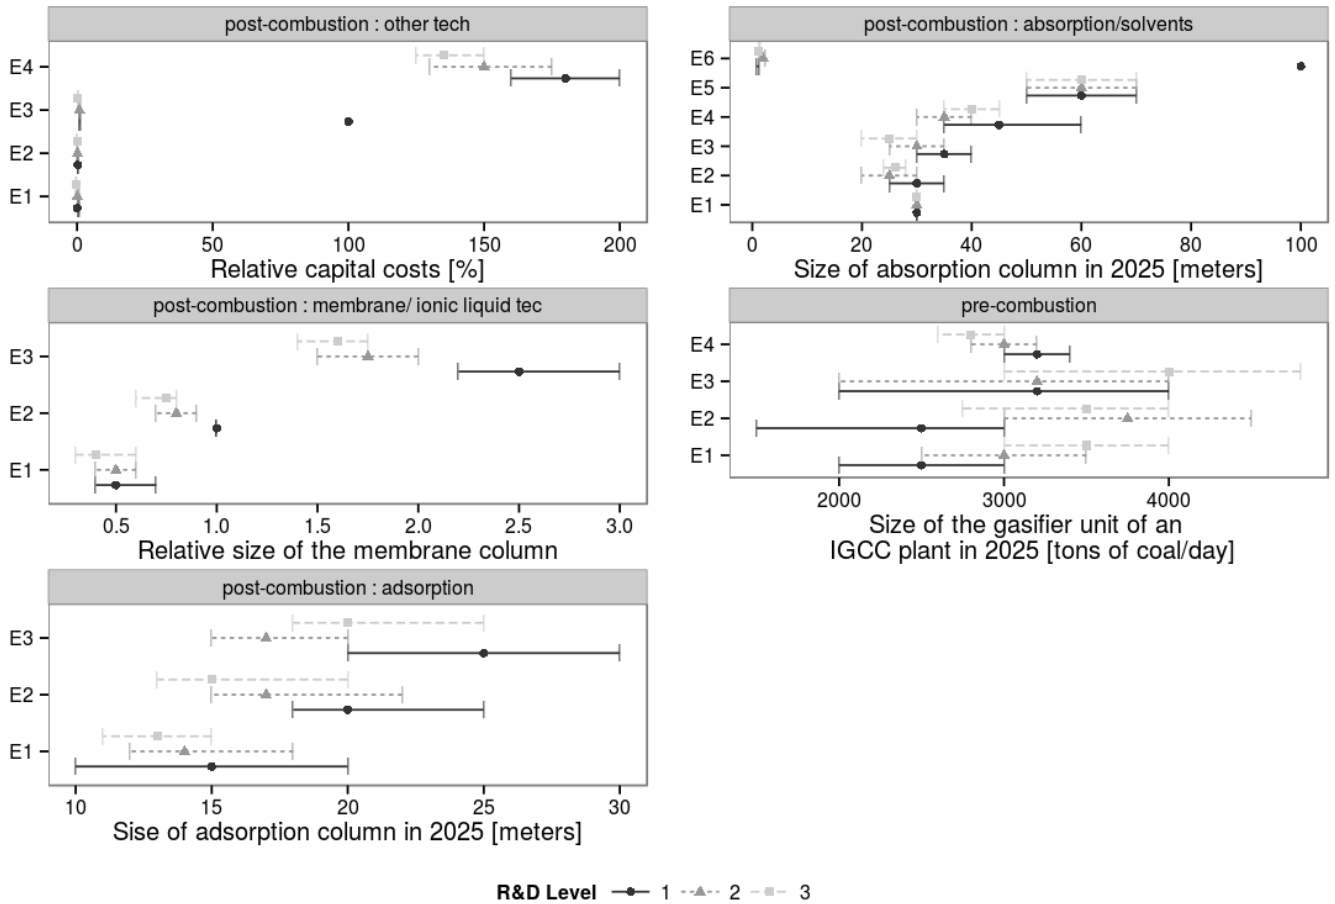 post-combustion : other tech
E4
E3
E2
E1
0 50 100 150 200
Relative capital costs [%]
post-combustion : absorption/solvents
E6
E5
E4
E3
E2
E1
0 20 40 60 80 100
Size of absorption column in 2025 [meters]
post-combustion : membrane/ ionic liquid tec
E3
E2
E1
0.5 1.0 1.5 2.0 2.5 3.0
Relative size of the membrane column
pre-combustion
E4
E3
E2
E1
2000 3000 4000
Size of the gasifier unit of an
IGCC plant in 2025 [tons of coal/day]
post-combustion : adsorption
E3
E2
E1
10 15 20 25 30
Sise of adsorption column in 2025 [meters]
R&D Level 1 2 3